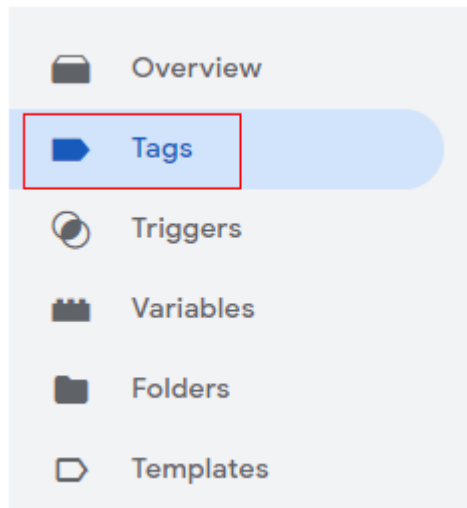 Overview
Tags
Triggers
Variables
Folders
Templates